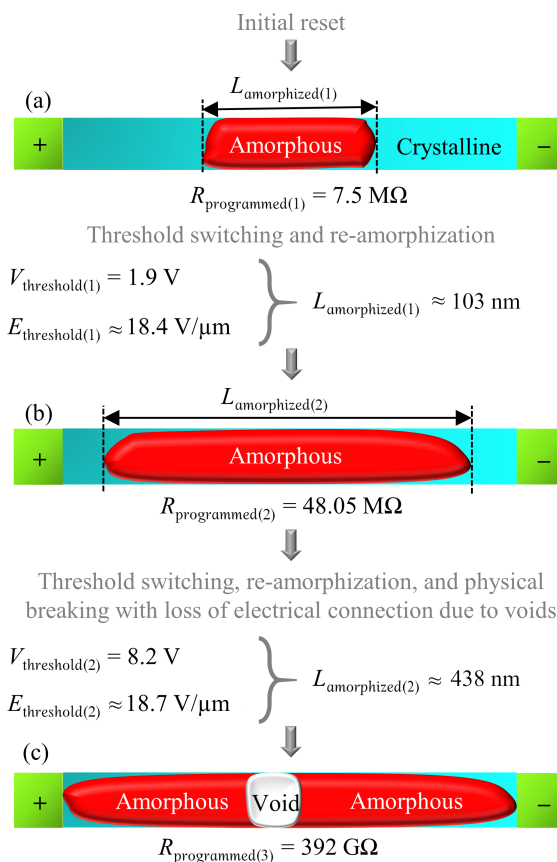 Initial reset
(a)
L_amorphized(1)
+ Amorphous Crystalline −
R_programmed(1) = 7.5 MΩ
Threshold switching and re-amorphization
V_threshold(1) = 1.9 V
E_threshold(1) ≈ 18.4 V/μm
L_amorphized(1) ≈ 103 nm
(b)
L_amorphized(2)
+ Amorphous −
R_programmed(2) = 48.05 MΩ
Threshold switching, re-amorphization, and physical
breaking with loss of electrical connection due to voids
V_threshold(2) = 8.2 V
E_threshold(2) ≈ 18.7 V/μm
L_amorphized(2) ≈ 438 nm
(c)
+ Amorphous Void Amorphous −
R_programmed(3) = 392 GΩ